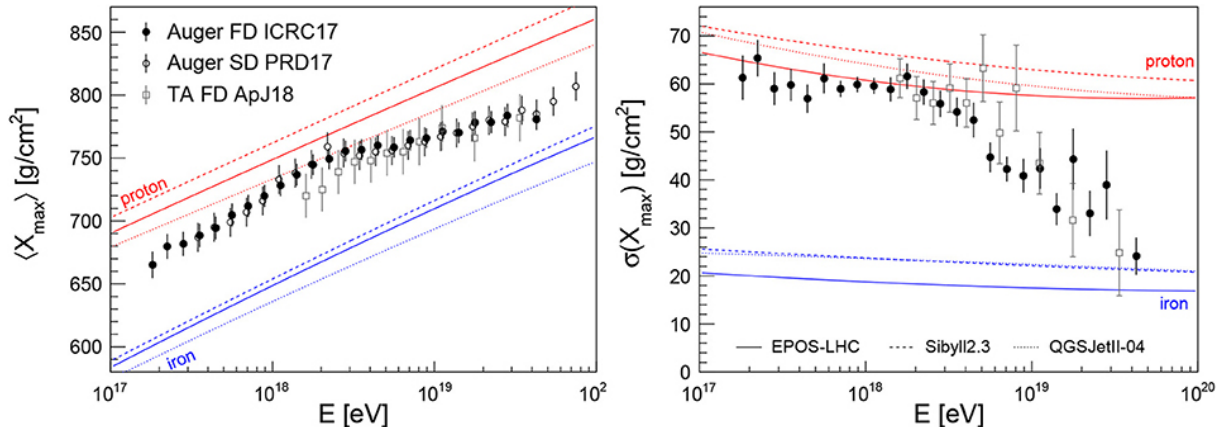 850
800
750
700
650
600
⟨X_max⟩ [g/cm²]
Auger FD ICRC17
Auger SD PRD17
TA FD ApJ18
proton
iron
10^17
10^18
10^19
10^2
E [eV]
70
60
50
40
30
20
10
0
σ(X_max) [g/cm²]
proton
iron
EPOS-LHC
Sibyll2.3
QGSJetII-04
10^17
10^18
10^19
10^20
E [eV]